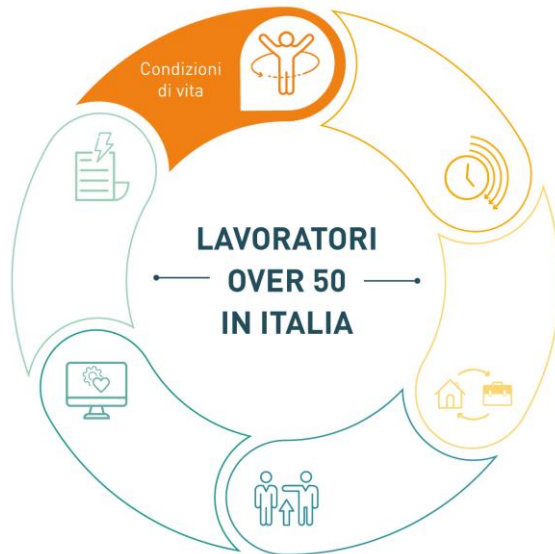 Condizioni
di vita
LAVORATORI
OVER 50
IN ITALIA